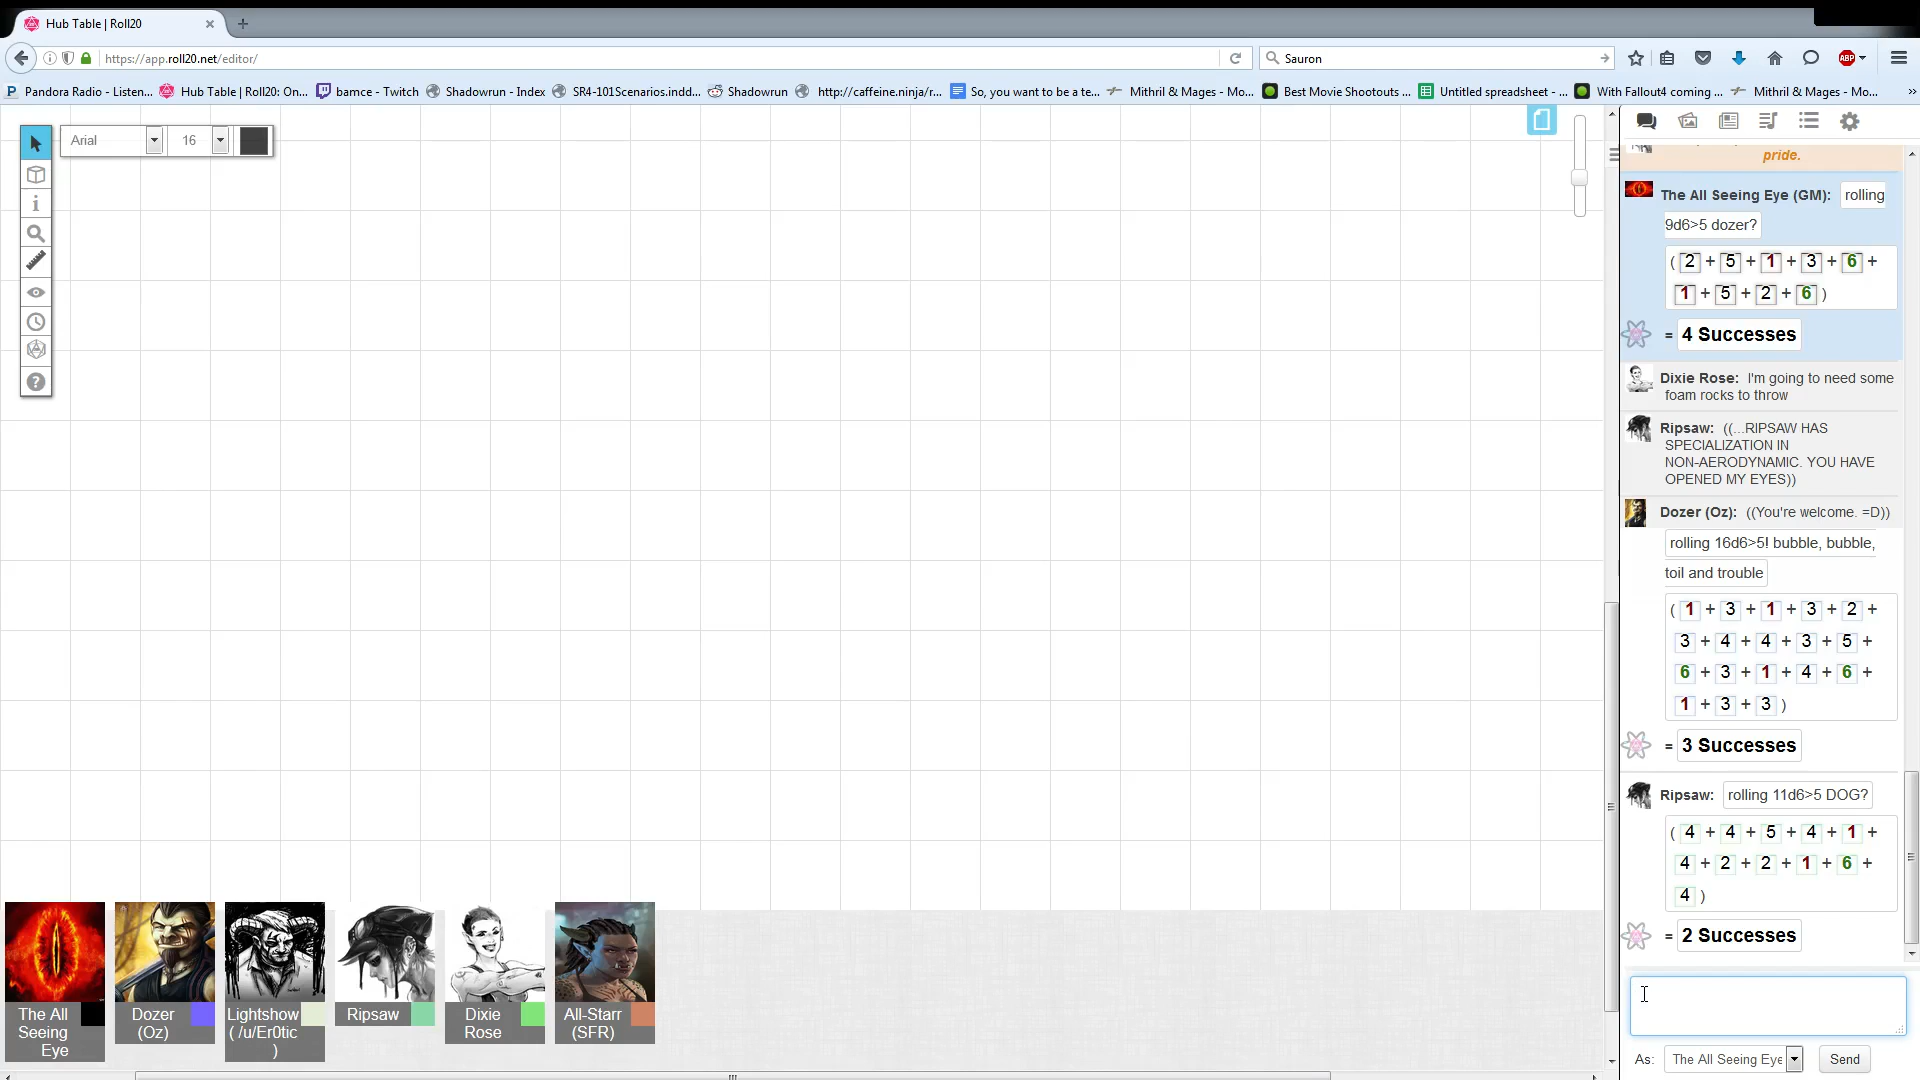 Hub Table | Roll20
https://app.roll20.net/editor/
Sauron
ABP
Pandora Radio - Listen...
Hub Table | Roll20: On...
bamce - Twitch
Shadowrun - Index
SR4-101Scenarios.indd...
Shadowrun
http://caffeine.ninja/r...
So, you want to be a te...
Mithril & Mages - Mo...
Best Movie Shootouts ...
Untitled spreadsheet - ...
With Fallout4 coming ...
Mithril & Mages - Mo...
Arial
16
pride.
The All Seeing Eye (GM): rolling
9d6>5 dozer?
( 2 + 5 + 1 + 3 + 6 +
1 + 5 + 2 + 6 )
= 4 Successes
Dixie Rose: I'm going to need some
foam rocks to throw
Ripsaw: ((...RIPSAW HAS
SPECIALIZATION IN
NON-AERODYNAMIC. YOU HAVE
OPENED MY EYES))
Dozer (Oz): ((You're welcome. =D))
rolling 16d6>5! bubble, bubble,
toil and trouble
( 1 + 3 + 1 + 3 + 2 +
3 + 4 + 4 + 3 + 5 +
6 + 3 + 1 + 4 + 6 +
1 + 3 + 3 )
= 3 Successes
Ripsaw: rolling 11d6>5 DOG?
( 4 + 4 + 5 + 4 + 1 +
4 + 2 + 2 + 1 + 6 +
4 )
= 2 Successes
As: The All Seeing Eye
Send
The All
Seeing
Eye
Dozer
(Oz)
Lightshow
( /u/Er0tic
)
Ripsaw
Dixie
Rose
All-Starr
(SFR)